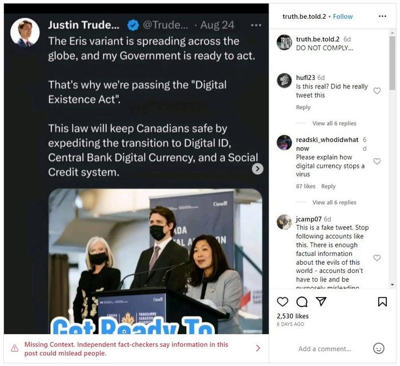 Justin Trude... @Trude... · Aug 24 ...
The Eris variant is spreading across the
globe, and my Government is ready to act.
That's why we're passing the "Digital
Existence Act".
This law will keep Canadians safe by
expediting the transition to Digital ID,
Central Bank Digital Currency, and a Social
Credit system.
Canada
Get Ready To
Missing Context. Independent fact-checkers say information in this
post could mislead people.
truth.be.told.2 • Follow
truth.be.told.2 6d
DO NOT COMPLY...
hufl23 6d
Is this real? Did he really
tweet this
Reply
View all 6 replies
readski_whodidwhat 6
now d
Please explain how
digital currency stops a
virus
87 likes Reply
View all 6 replies
jcamp07 6d
This is a fake tweet. Stop
following accounts like
this. There is enough
factual information
about the evils of this
world - accounts don't
have to lie and be
purposely misleading
2,530 likes
6 DAYS AGO
Add a comment...